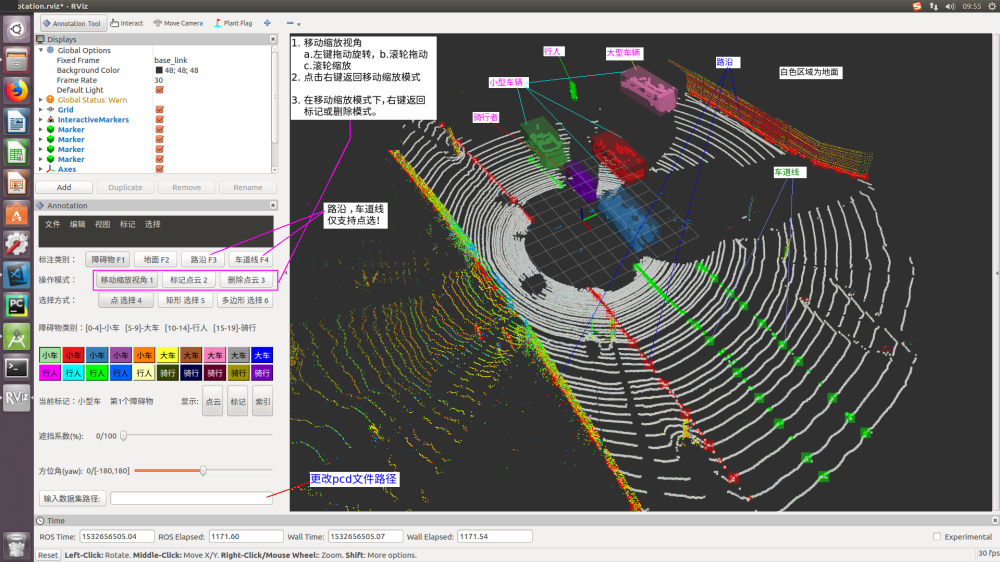 otation.rviz* - RViz
09:55
Annotation Tool
Interact
Move Camera
Plant Flag
Displays
Global Options
Fixed Frame base_link
Background Color 48; 48; 48
Frame Rate 30
Default Light
Global Status: Warn
Grid
InteractiveMarkers
Marker
Marker
Marker
Marker
Axes
Add Duplicate Remove Rename
Annotation
文件 编辑 视图 标记 选择
标注类别： 障碍物 F1 地面 F2 路沿 F3 车道线 F4
操作模式： 移动缩放视角 1 标记点云 2 删除点云 3
选择方式： 点 选择 4 矩形 选择 5 多边形 选择 6
障碍物类别：[0-4]-小车 [5-9]-大车 [10-14]-行人 [15-19]-骑行
小车 小车 小车 小车 小车 大车 大车 大车 大车 大车
行人 行人 行人 行人 行人 骑行 骑行 骑行 骑行 骑行
当前标记：小型车 第1个障碍物 显示: 点云 标记 索引
遮挡系数(%): 0/100
方位角(yaw): 0/[-180,180]
输入数据集路径:
1. 移动缩放视角
a.左键拖动旋转，b.滚轮拖动
c.滚轮缩放
2. 点击右键返回移动缩放模式
3. 在移动缩放模式下,右键返回
标记或删除模式。
路沿 ,车道线
仅支持点选!
更改pcd文件路径
行人
大型车辆
小型车辆
骑行者
路沿
白色区域为地面
车道线
Time
ROS Time: 1532656505.04 ROS Elapsed: 1171.60 Wall Time: 1532656505.07 Wall Elapsed: 1171.54 Experimental
Reset Left-Click: Rotate. Middle-Click: Move X/Y. Right-Click/Mouse Wheel:: Zoom. Shift: More options. 30 fps
PC
RViz